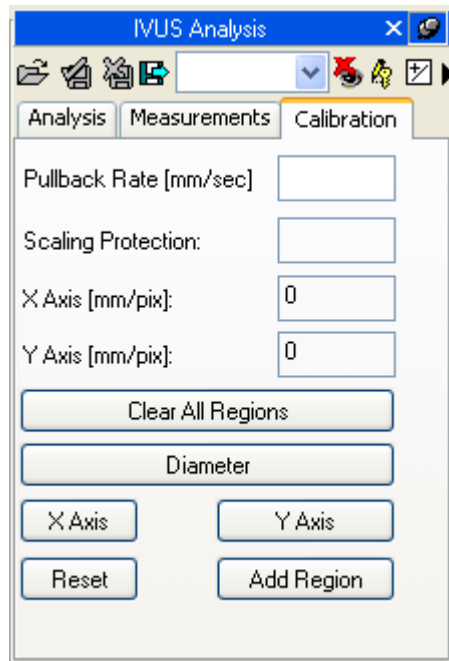 IVUS Analysis
Analysis Measurements Calibration
Pullback Rate [mm/sec]
Scaling Protection:
X Axis [mm/pix]: 0
Y Axis [mm/pix]: 0
Clear All Regions
Diameter
X Axis Y Axis
Reset Add Region